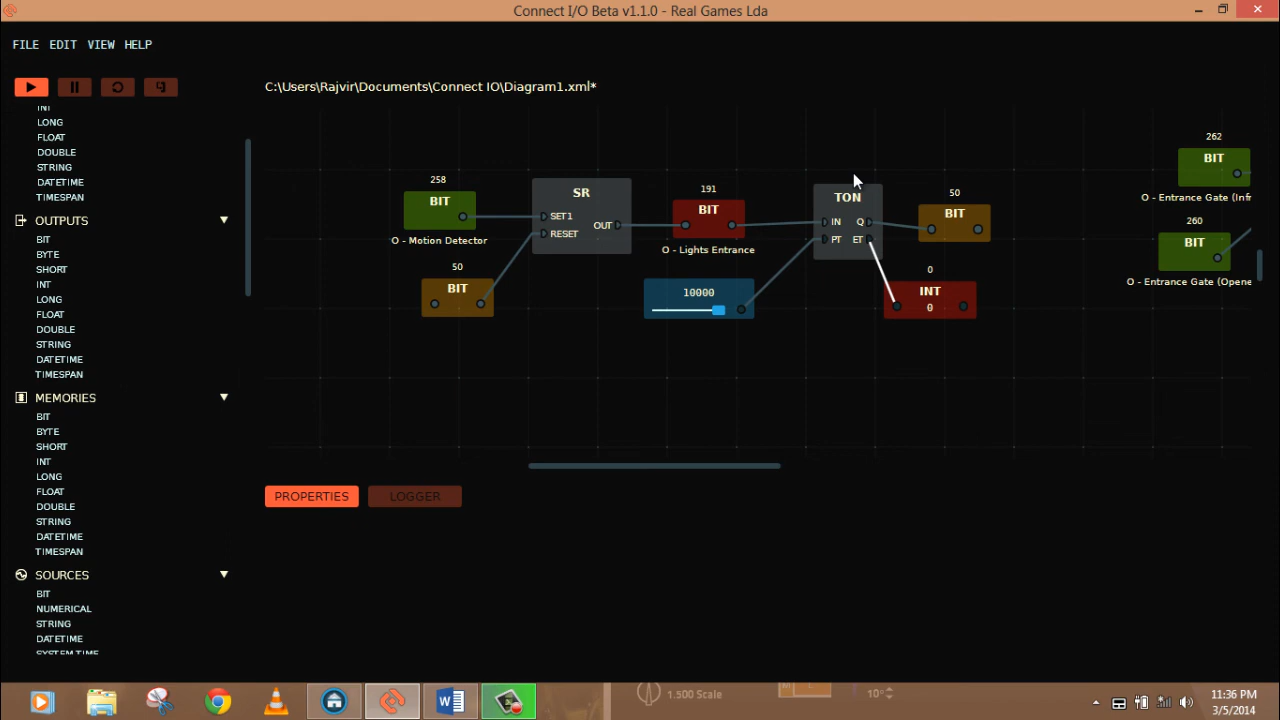 Connect I/O Beta v1.1.0 - Real Games Lda
FILE EDIT VIEW HELP
C:\Users\Rajvir\Documents\Connect IO\Diagram1.xml*
INT
LONG
FLOAT
DOUBLE
STRING
DATETIME
TIMESPAN
OUTPUTS
BIT
BYTE
SHORT
INT
LONG
FLOAT
DOUBLE
STRING
DATETIME
TIMESPAN
MEMORIES
BIT
BYTE
SHORT
INT
LONG
FLOAT
DOUBLE
STRING
DATETIME
TIMESPAN
SOURCES
BIT
NUMERICAL
STRING
DATETIME
SYSTEM TIME
258
BIT
O - Motion Detector
50
BIT
SR
SET1
RESET
OUT
191
BIT
O - Lights Entrance
10000
TON
IN Q
PT ET
50
BIT
0
INT
0
262
BIT
O - Entrance Gate (Infr
260
BIT
O - Entrance Gate (Opene
PROPERTIES LOGGER
1.500 Scale
10°
11:36 PM
3/5/2014